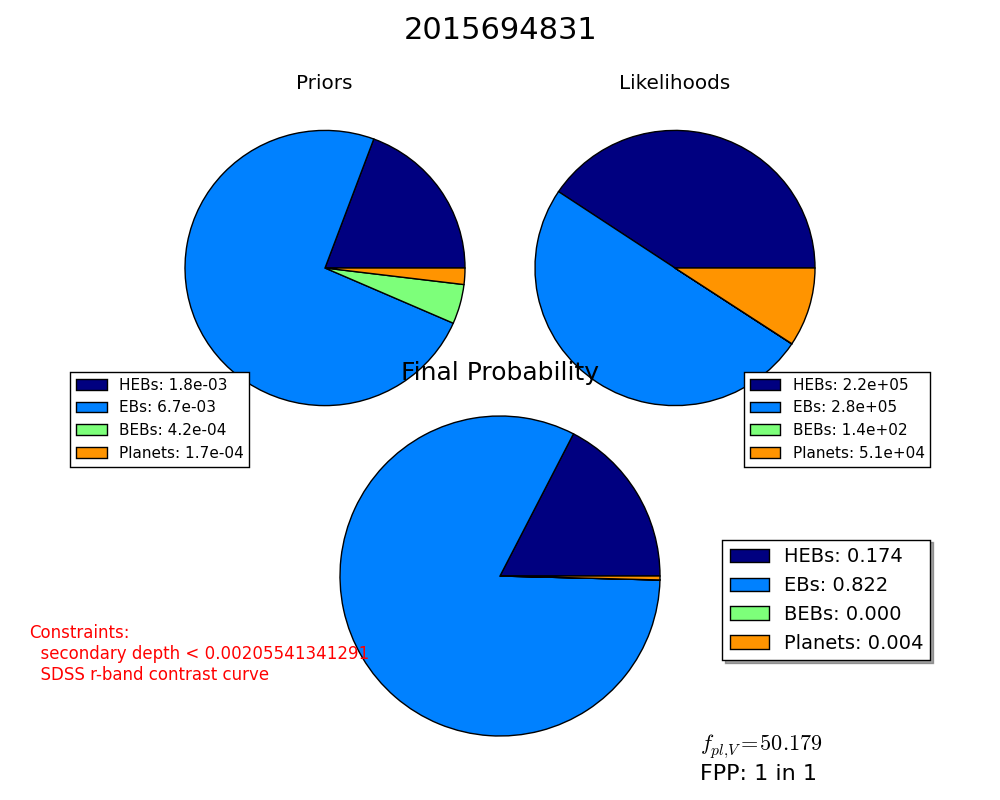 2015694831
Priors
Likelihoods
HEBs: 1.8e-03
EBs: 6.7e-03
BEBs: 4.2e-04
Planets: 1.7e-04
HEBs: 2.2e+05
EBs: 2.8e+05
BEBs: 1.4e+02
Planets: 5.1e+04
Final Probability
HEBs: 0.174
EBs: 0.822
BEBs: 0.000
Planets: 0.004
Constraints:
secondary depth < 0.00205541341291
SDSS r-band contrast curve
f_{pl,V}=50.179
FPP: 1 in 1